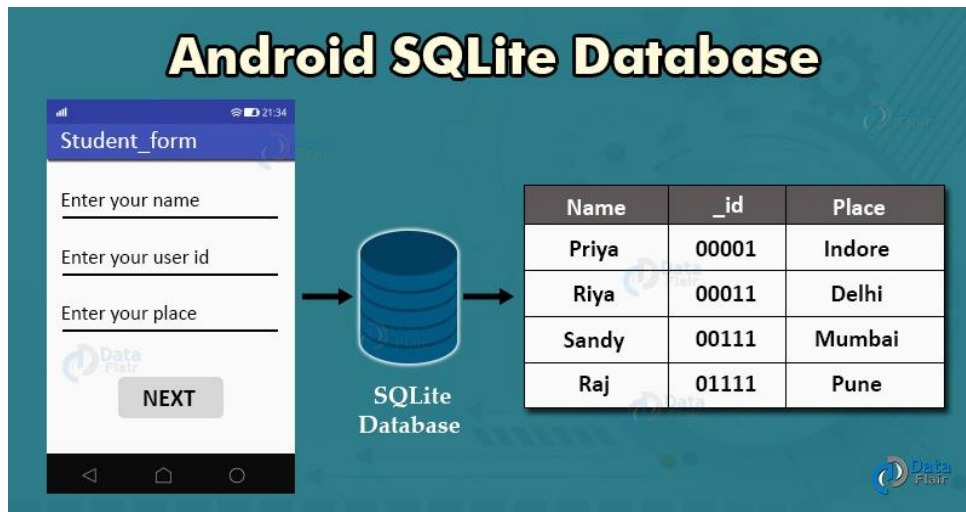 Android SQLite Database
21:34
Student_form
Enter your name
Enter your user id
Enter your place
NEXT
SQLite
Database
Name _id Place
Priya 00001 Indore
Riya 00011 Delhi
Sandy 00111 Mumbai
Raj 01111 Pune
Data
Flair